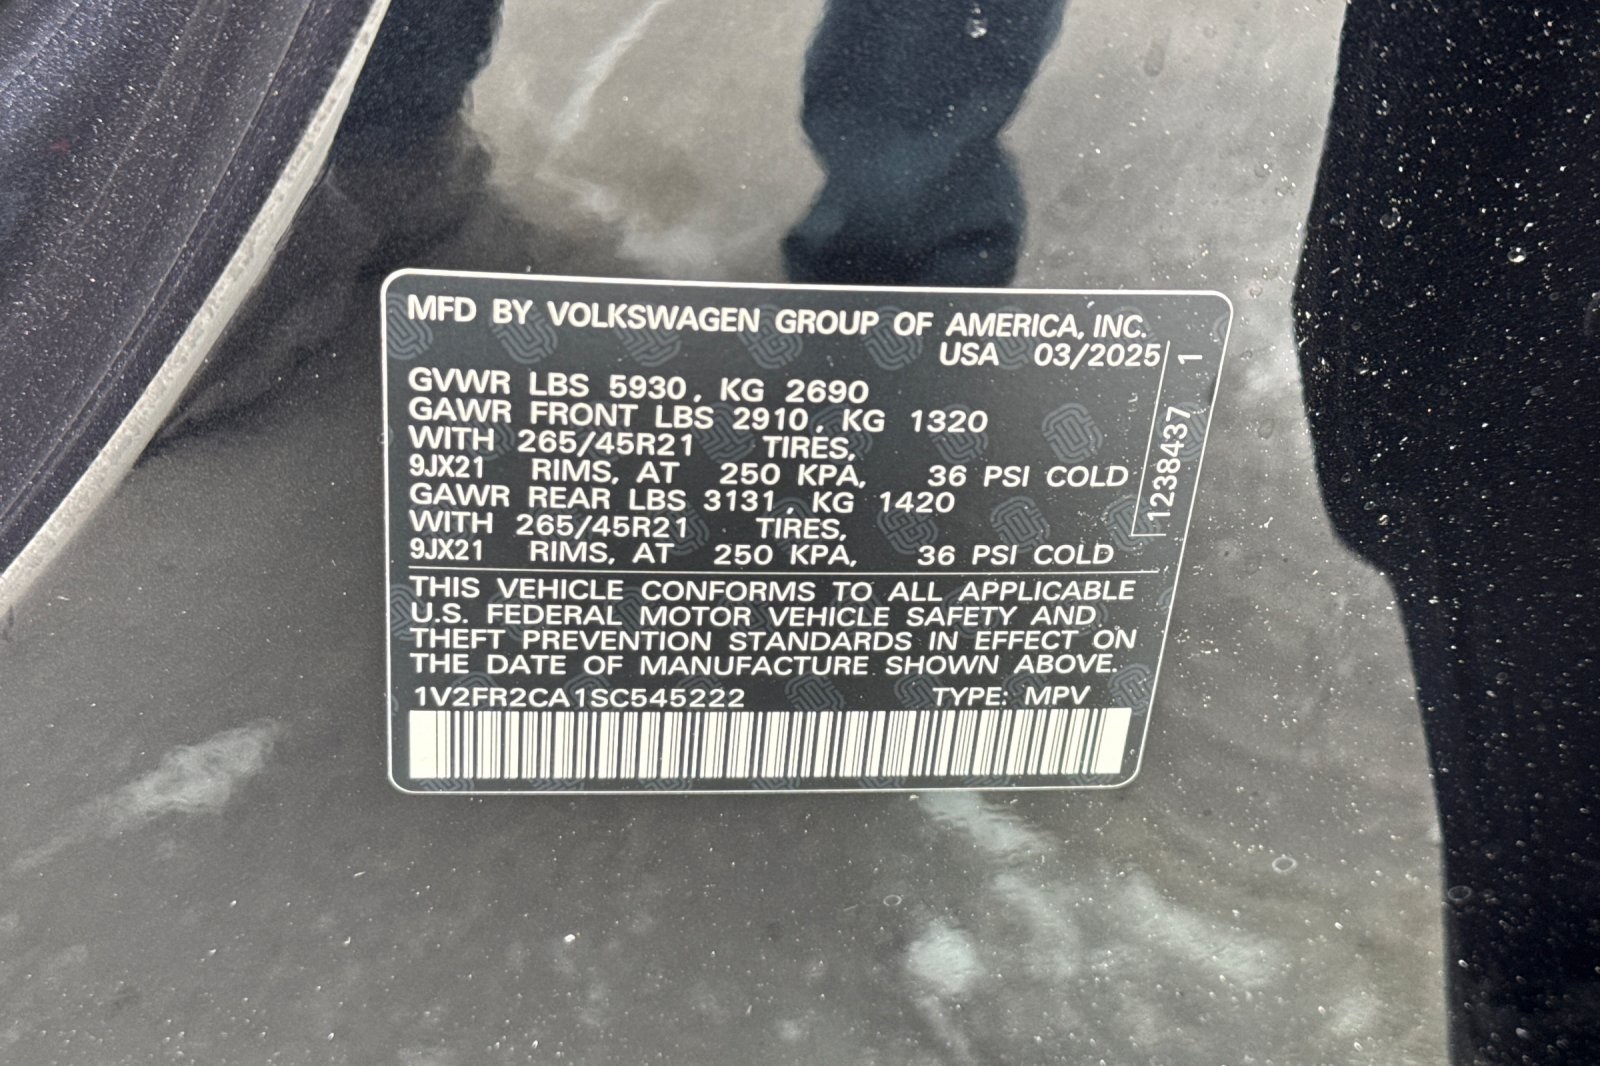 MFD BY VOLKSWAGEN GROUP OF AMERICA, INC.
USA 03/2025
GVWR LBS 5930, KG 2690
GAWR FRONT LBS 2910, KG 1320
WITH 265/45R21 TIRES,
9JX21 RIMS, AT 250 KPA, 36 PSI COLD
GAWR REAR LBS 3131, KG 1420
WITH 265/45R21 TIRES,
9JX21 RIMS, AT 250 KPA, 36 PSI COLD
1238437 1
THIS VEHICLE CONFORMS TO ALL APPLICABLE
U.S. FEDERAL MOTOR VEHICLE SAFETY AND
THEFT PREVENTION STANDARDS IN EFFECT ON
THE DATE OF MANUFACTURE SHOWN ABOVE.
1V2FR2CA1SC545222 TYPE: MPV